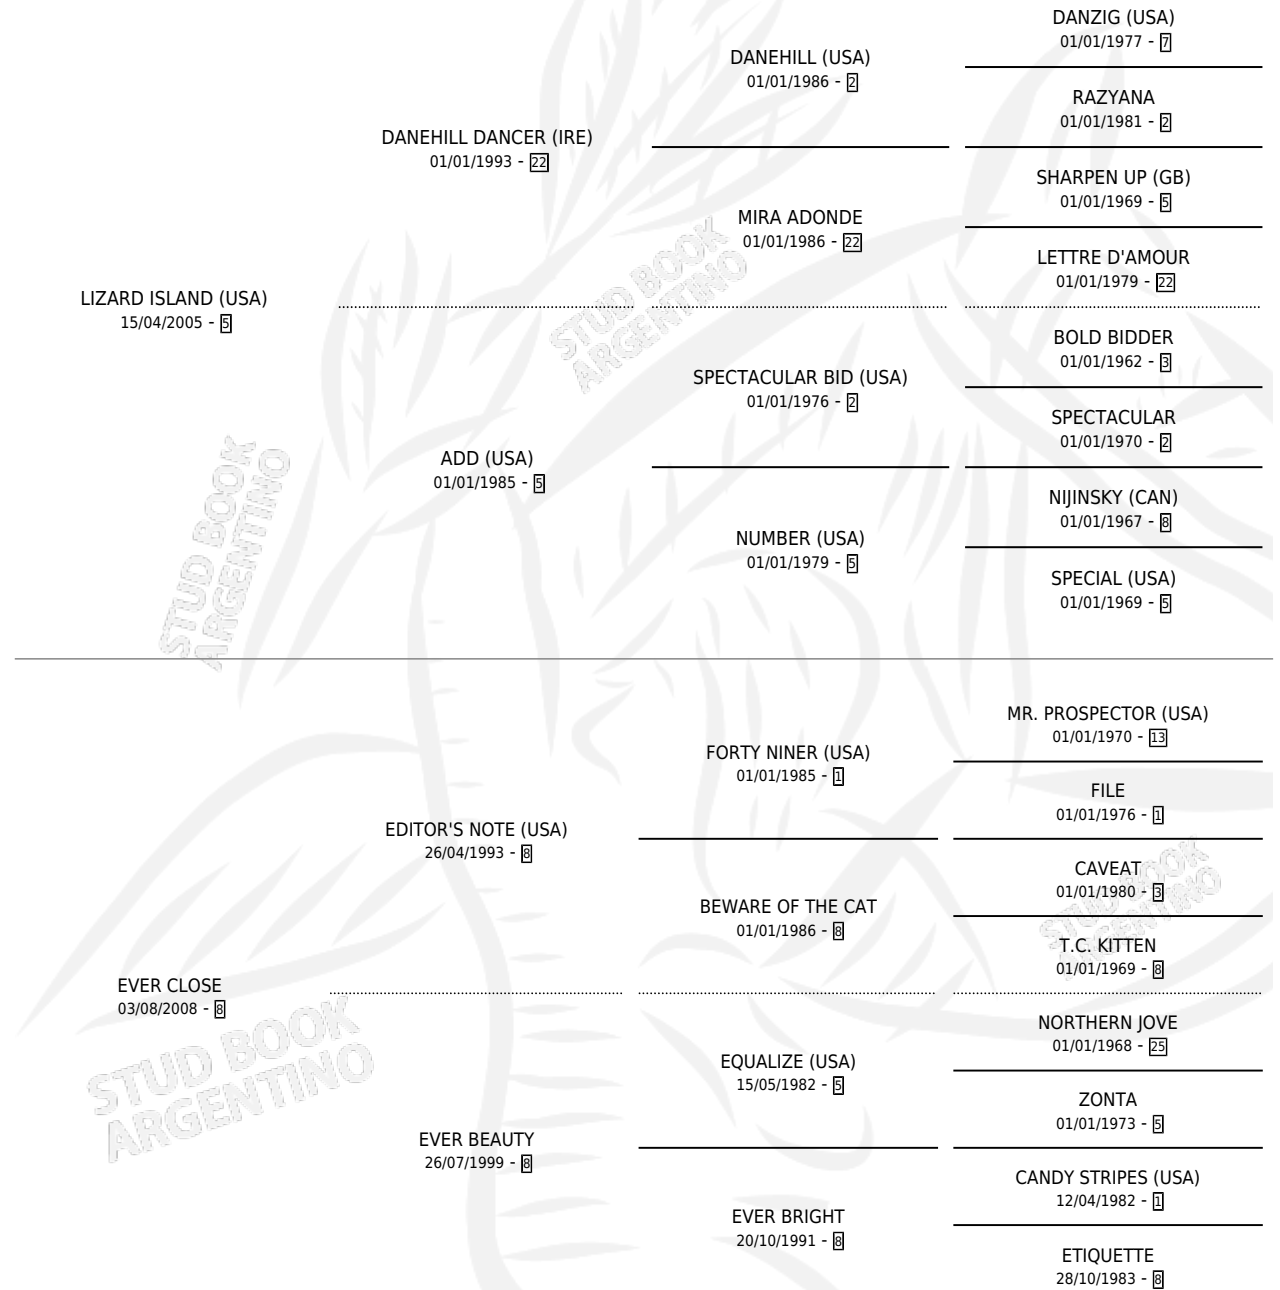 DANZIG (USA)
01/01/1977 - 7
DANEHILL (USA)
01/01/1986 - 2
RAZYANA
01/01/1981 - 2
DANEHILL DANCER (IRE)
01/01/1993 - 22
SHARPEN UP (GB)
01/01/1969 - 5
MIRA ADONDE
01/01/1986 - 22
LETTRE D'AMOUR
01/01/1979 - 22
LIZARD ISLAND (USA)
15/04/2005 - 5
BOLD BIDDER
01/01/1962 - 3
SPECTACULAR BID (USA)
01/01/1976 - 2
SPECTACULAR
01/01/1970 - 2
ADD (USA)
01/01/1985 - 5
NIJINSKY (CAN)
01/01/1967 - 8
NUMBER (USA)
01/01/1979 - 5
SPECIAL (USA)
01/01/1969 - 5
STUD BOOK
ARGENTINO
STUD BOOK
ARGENTINO
MR. PROSPECTOR (USA)
01/01/1970 - 13
FORTY NINER (USA)
01/01/1985 - 1
FILE
01/01/1976 - 1
EDITOR'S NOTE (USA)
26/04/1993 - 8
CAVEAT
01/01/1980 - 3
BEWARE OF THE CAT
01/01/1986 - 8
T.C. KITTEN
01/01/1969 - 8
EVER CLOSE
03/08/2008 - 8
NORTHERN JOVE
01/01/1968 - 25
EQUALIZE (USA)
15/05/1982 - 5
ZONTA
01/01/1973 - 5
EVER BEAUTY
26/07/1999 - 8
CANDY STRIPES (USA)
12/04/1982 - 1
EVER BRIGHT
20/10/1991 - 8
ETIQUETTE
28/10/1983 - 8
STUD BOOK
ARGENTINO
STUD BOOK
ARGENTINO